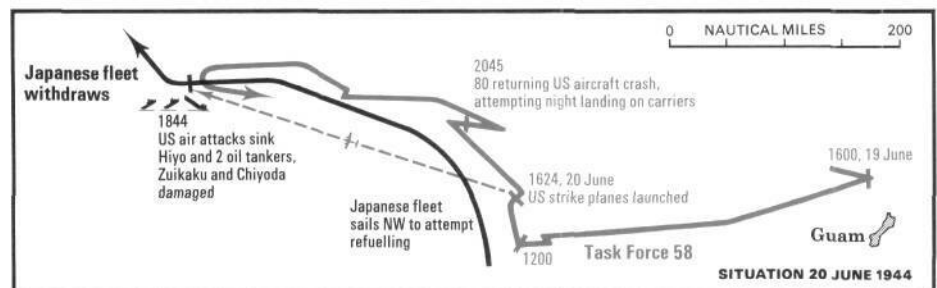 0 NAUTICAL MILES 200
Japanese fleet
withdraws
1844
US air attacks sink
Hiyo and 2 oil tankers,
Zuikaku and Chiyoda
damaged
2045
80 returning US aircraft crash,
attempting night landing on carriers
1624, 20 June
US strike planes launched
1600, 19 June
Japanese fleet
sails NW to attempt
refuelling
1200
Task Force 58
Guam
SITUATION 20 JUNE 1944